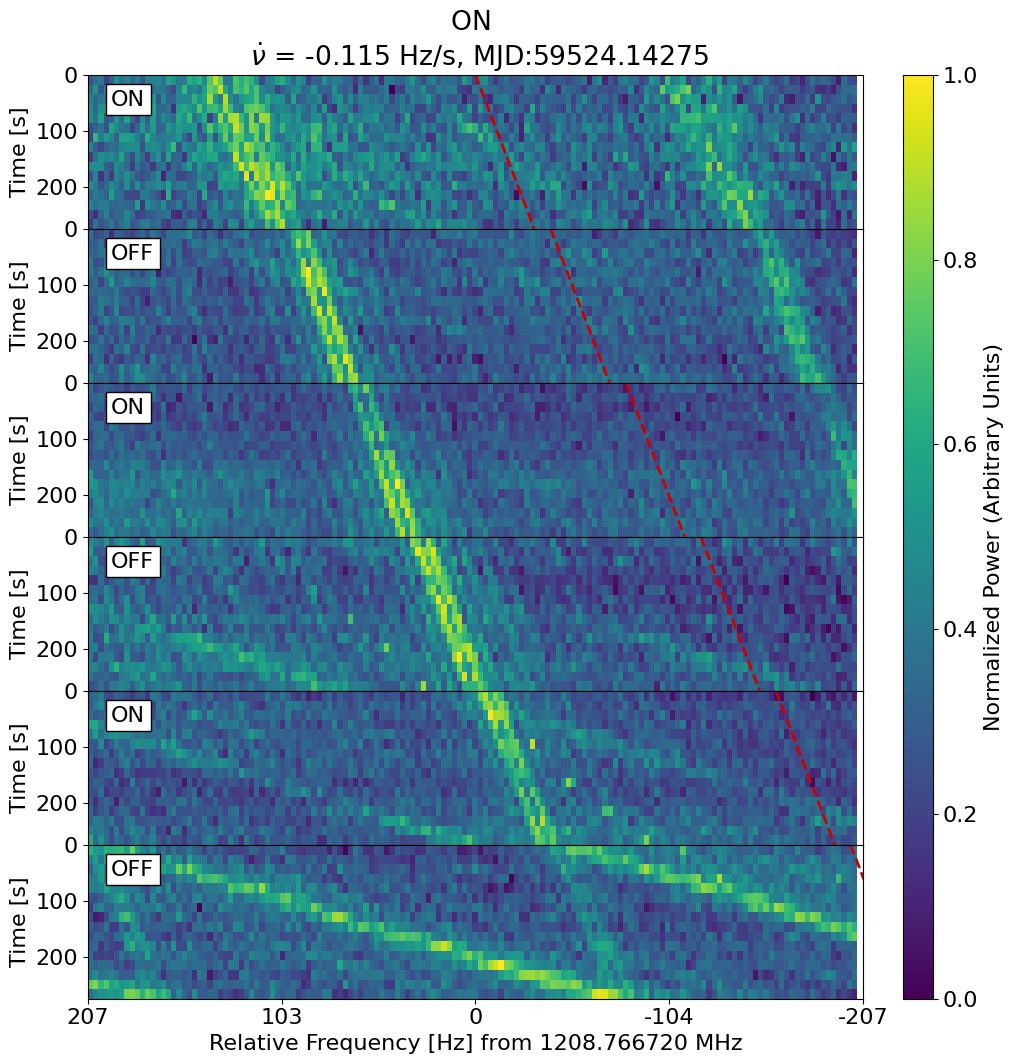 ON
ν̇ = -0.115 Hz/s, MJD:59524.14275
0
ON
100
Time [s]
200
0
OFF
100
Time [s]
200
0
ON
100
Time [s]
200
0
OFF
100
Time [s]
200
0
ON
100
Time [s]
200
0
OFF
100
Time [s]
200
207 103 0 -104 -207
Relative Frequency [Hz] from 1208.766720 MHz
1.0
0.8
0.6
0.4
0.2
0.0
Normalized Power (Arbitrary Units)